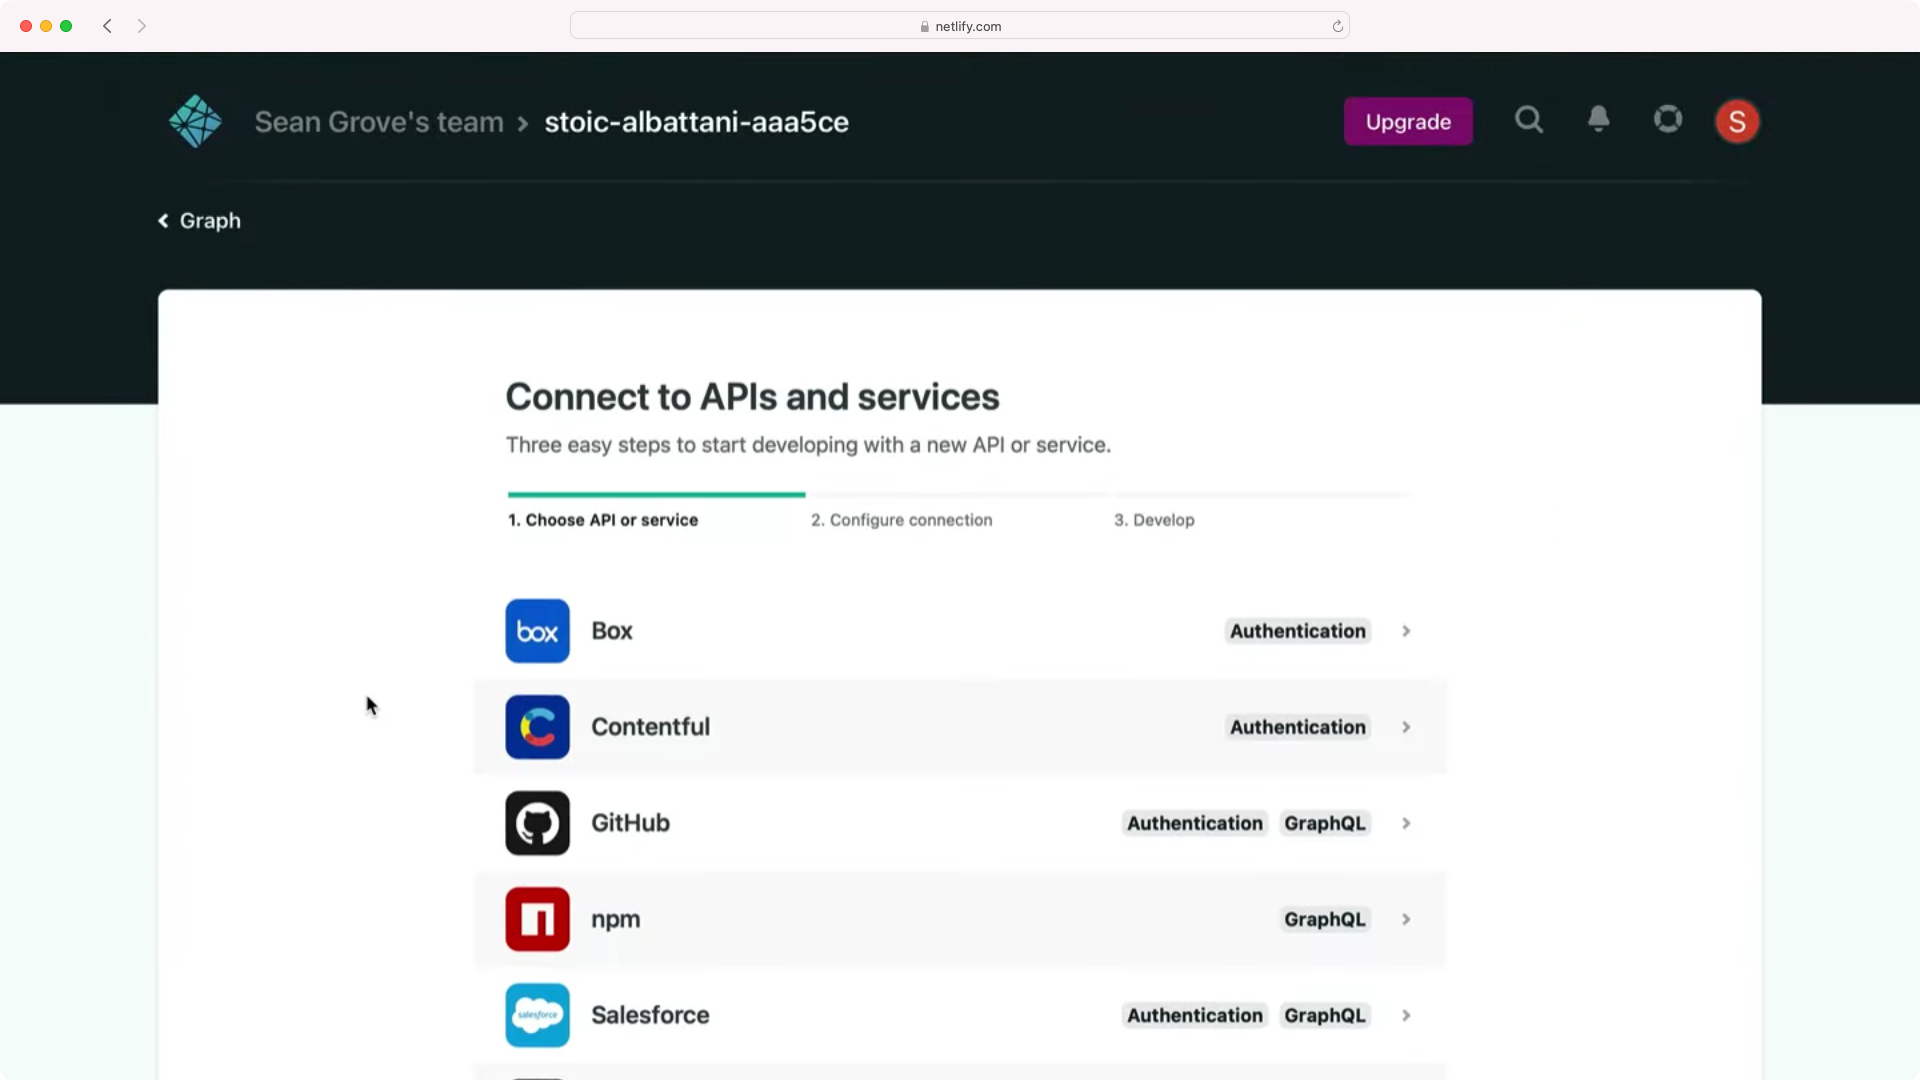 netlify.com
Sean Grove's team > stoic-albattani-aaa5ce
Upgrade
S
Graph
Connect to APIs and services
Three easy steps to start developing with a new API or service.
1. Choose API or service
2. Configure connection
3. Develop
box
Box
Authentication
Contentful
Authentication
GitHub
Authentication GraphQL
npm
GraphQL
salesforce
Salesforce
Authentication GraphQL